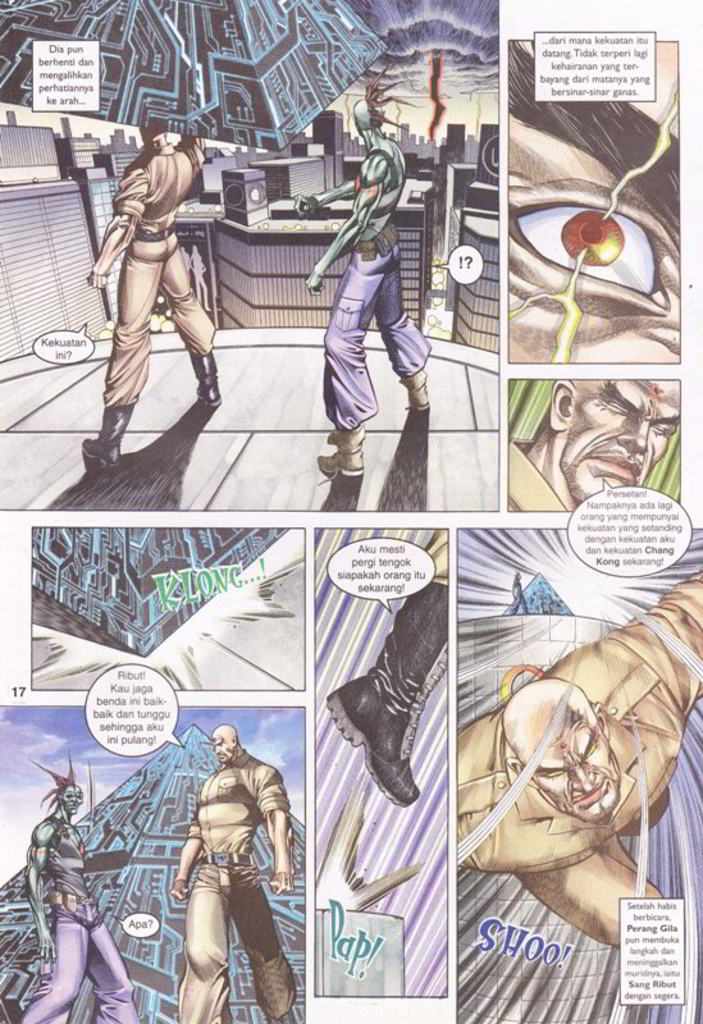 Dia pun
berhenti dan
mengalihkan
perhatiannya
ke arah...
!?
Kekuatan
ini?
...dari mana kekuatan itu
datang. Tidak terperi lagi
kehairanan yang ter-
bayang dari matanya yang
bersinar-sinar ganas.
Persetan!
Nampaknya ada lagi
orang yang mempunyai
kekuatan yang setanding
dengan kekuatan aku
dan kekuatan Chang
Kong sekarang!
KLONG...!
17
Ribut!
Kau jaga
benda ini baik-
baik dan tunggu
sehingga aku
ini pulang!
Apa?
Aku mesti
pergi tengok
siapakah orang itu
sekarang!
PAP!
SHOO!
Setelah habis
berbicara,
Perang Gila
pun membuka
langkah dan
meninggalkan
muridnya, iaitu
Sang Ribut
dengan segera.